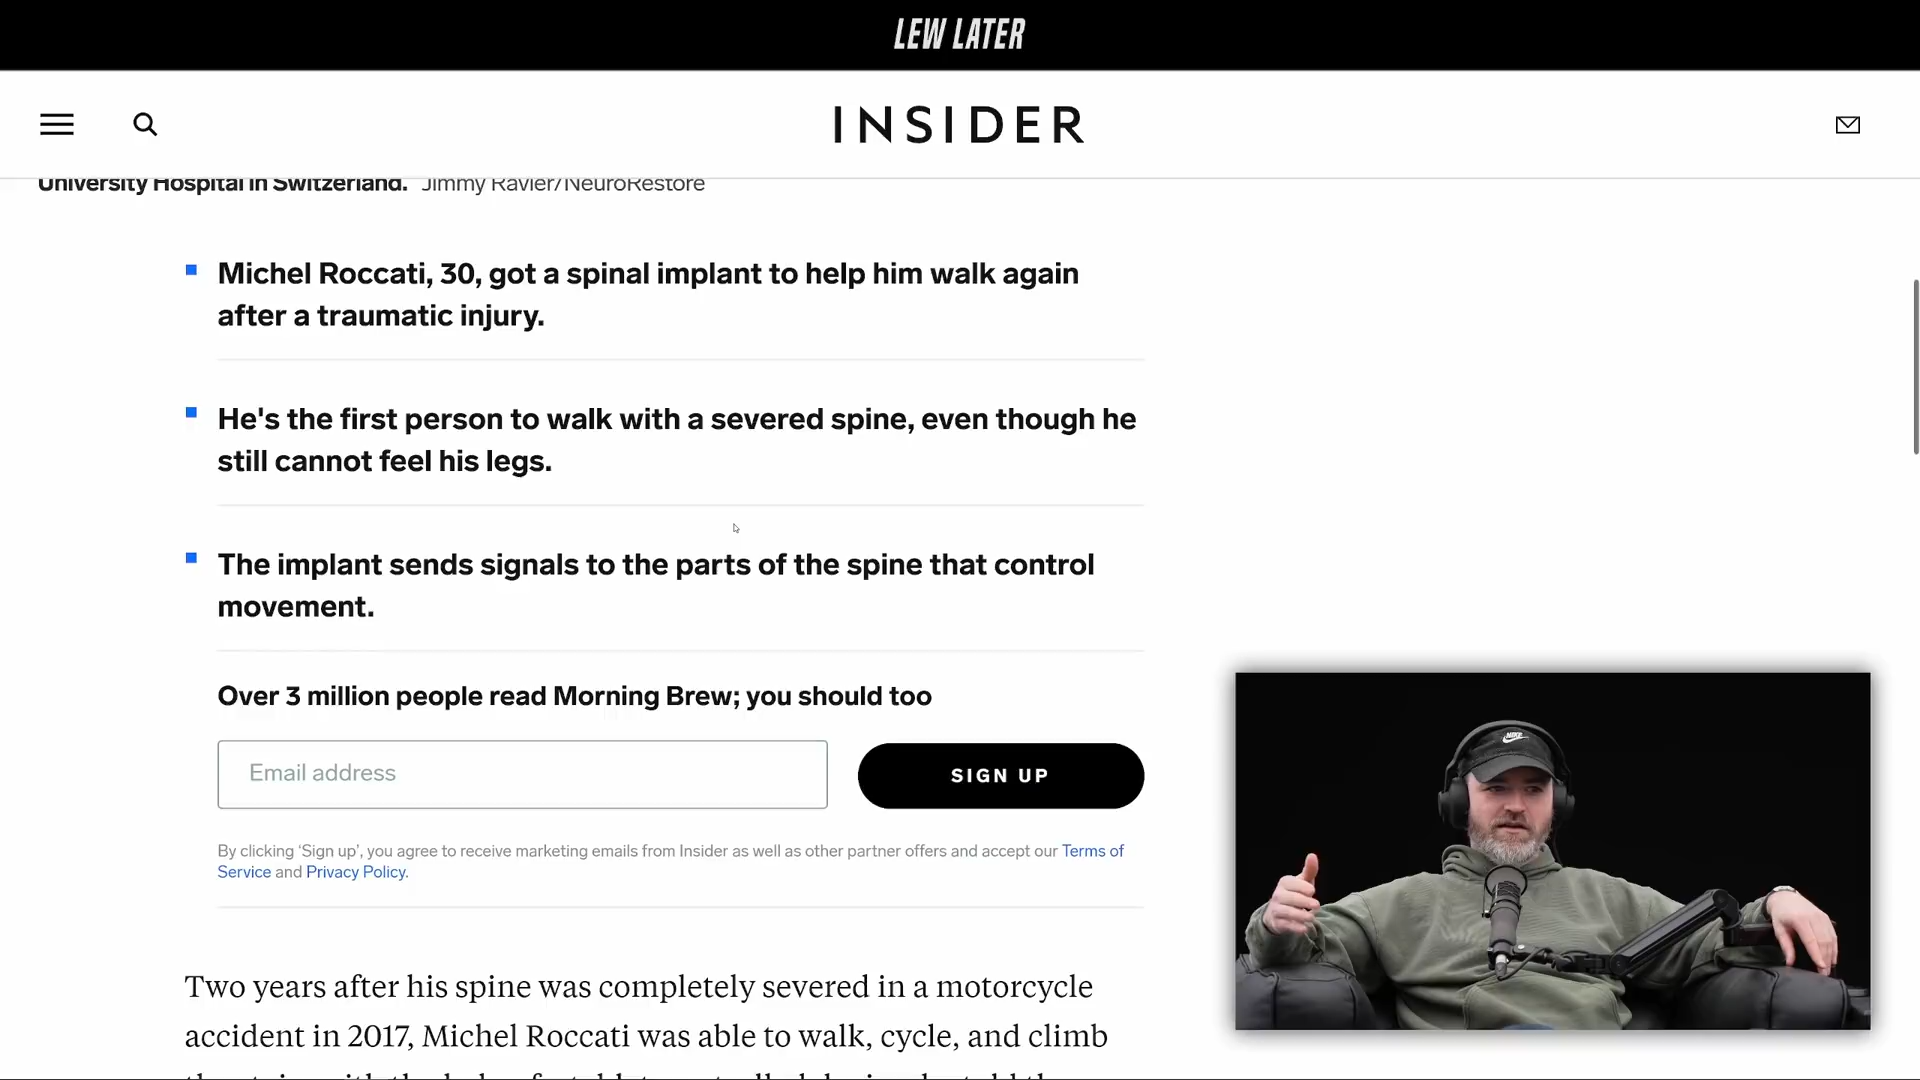 LEW LATER
INSIDER
University Hospital in Switzerland. Jimmy Ravier/NeuroRestore
Michel Roccati, 30, got a spinal implant to help him walk again
after a traumatic injury.
He's the first person to walk with a severed spine, even though he
still cannot feel his legs.
The implant sends signals to the parts of the spine that control
movement.
Over 3 million people read Morning Brew; you should too
Email address
SIGN UP
By clicking ‘Sign up’, you agree to receive marketing emails from Insider as well as other partner offers and accept our Terms of
Service and Privacy Policy.
NIKE
Two years after his spine was completely severed in a motorcycle
accident in 2017, Michel Roccati was able to walk, cycle, and climb